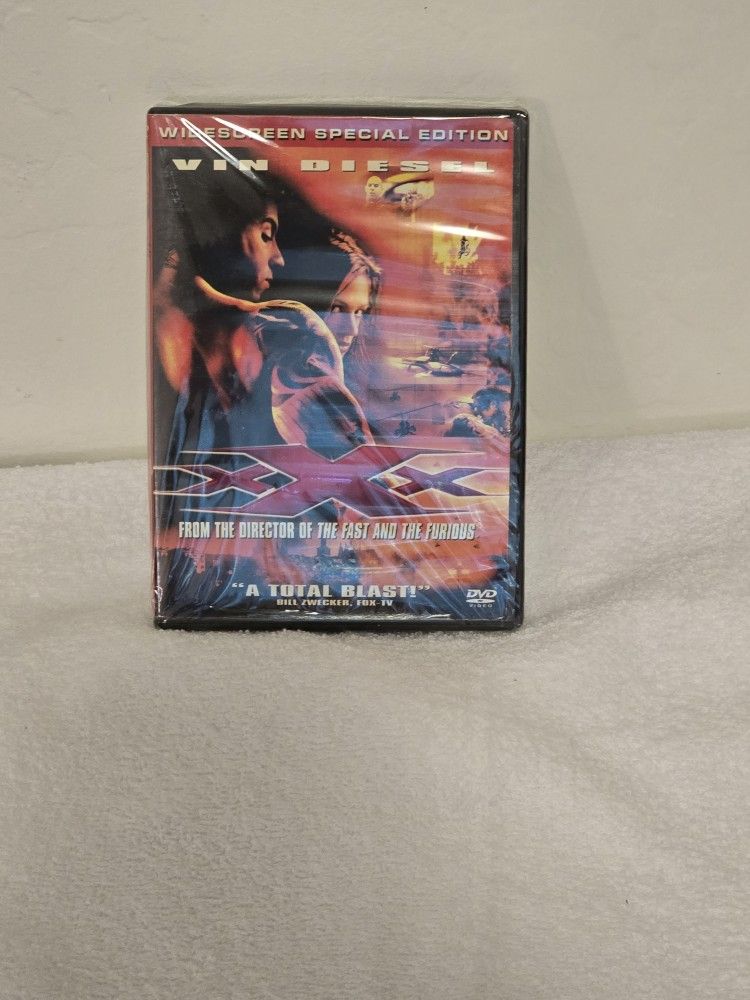 WIDESCREEN SPECIAL EDITION
VIN DIESEL
XXX
FROM THE DIRECTOR OF THE FAST AND THE FURIOUS
"A TOTAL BLAST!"
BILL ZWECKER, FOX-TV
DVD
VIDEO